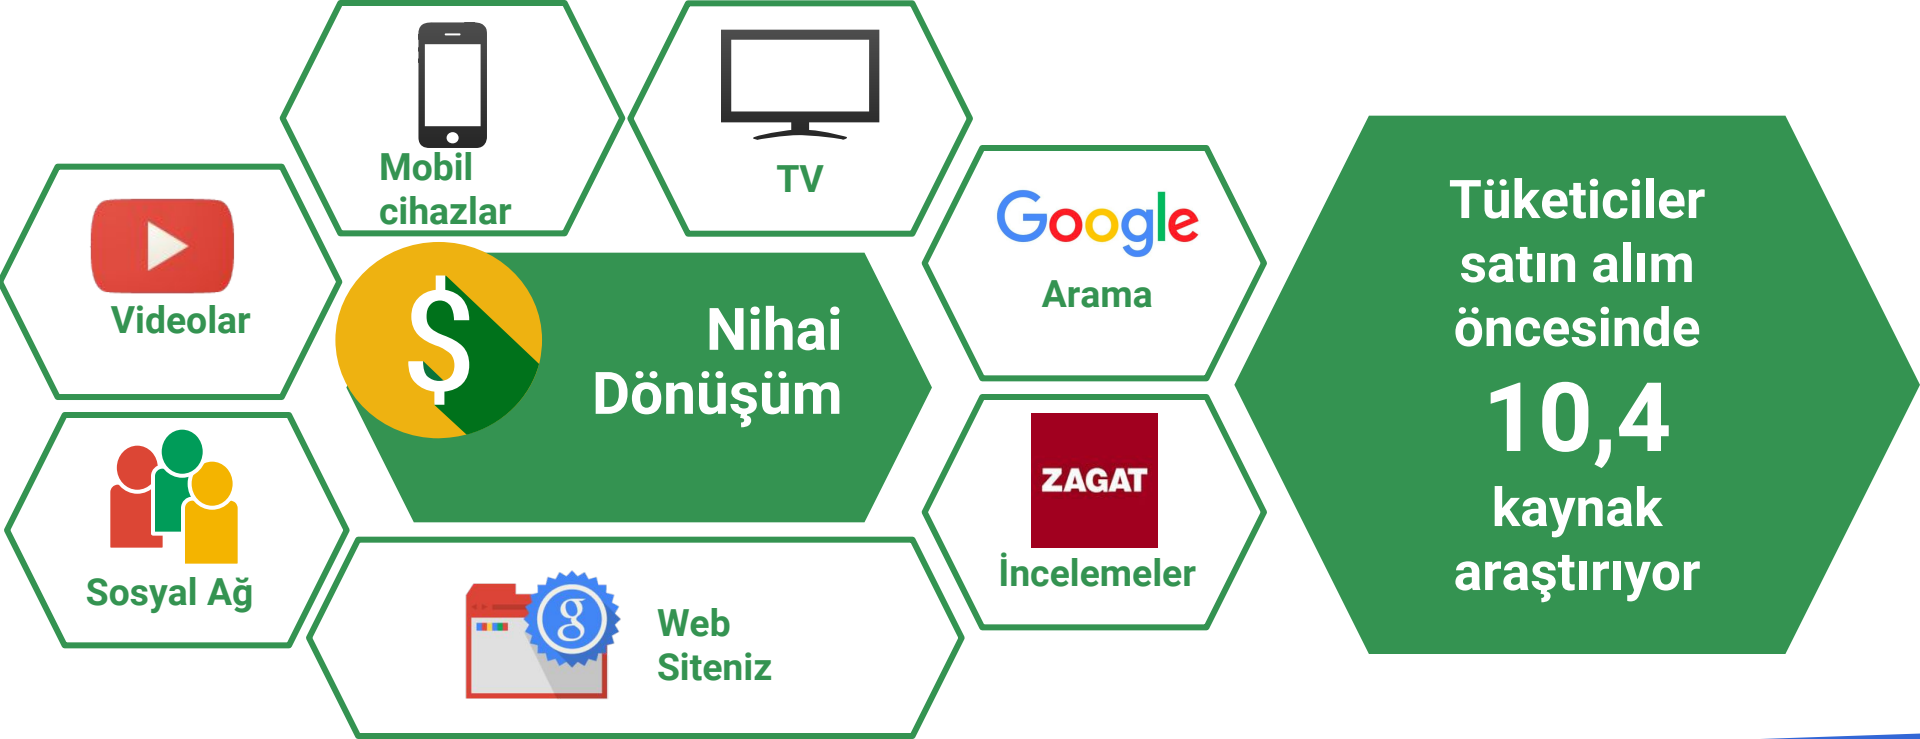 Mobil
cihazlar
TV
Videolar
Google
Arama
$
Nihai
Dönüşüm
ZAGAT
İncelemeler
Sosyal Ağ
g
Web
Siteniz
Tüketiciler
satın alım
öncesinde
10,4
kaynak
araştırıyor